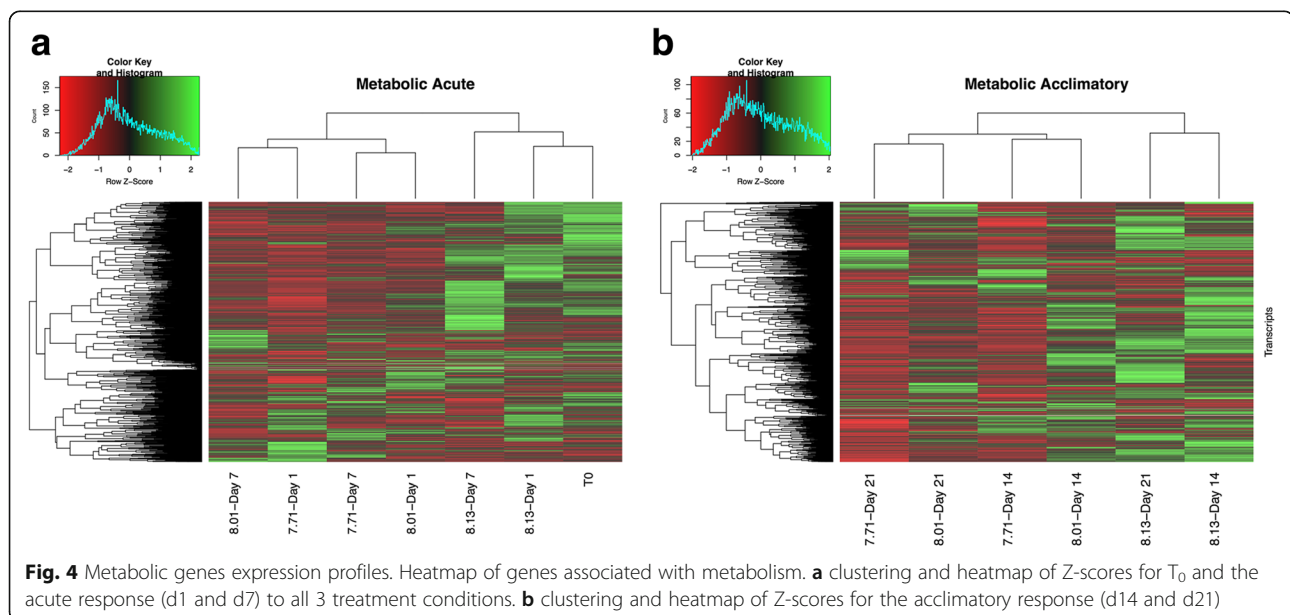 a
Color Key
and Histogram
Count
0 50 100 150
−2 −1 0 1 2
Row Z−Score
Metabolic Acute
8.01−Day 7
7.71−Day 1
7.71−Day 7
8.01−Day 1
8.13−Day 7
8.13−Day 1
T0
b
Color Key
and Histogram
Count
0 20 40 60 80 100
−2 −1 0 1 2
Row Z−Score
Metabolic Acclimatory
Transcripts
7.71−Day 21
8.01−Day 21
7.71−Day 14
8.01−Day 14
8.13−Day 21
8.13−Day 14
Fig. 4 Metabolic genes expression profiles. Heatmap of genes associated with metabolism. a clustering and heatmap of Z-scores for T0 and the
acute response (d1 and d7) to all 3 treatment conditions. b clustering and heatmap of Z-scores for the acclimatory response (d14 and d21)